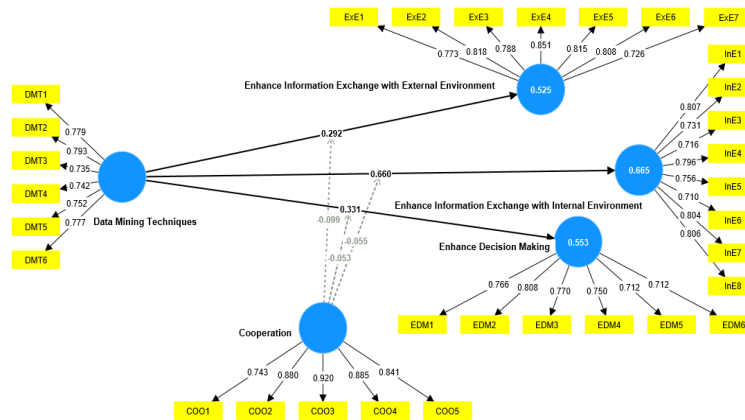 ExE1 ExE2 ExE3 ExE4 ExE5 ExE6 ExE7
0.773 0.818 0.788 0.851 0.815 0.808 0.726
Enhance Information Exchange with External Environment
0.525
InE1
InE2
InE3
InE4
InE5
InE6
InE7
InE8
0.807
0.731
0.716
0.796
0.756
0.710
0.804
0.806
0.665
DMT1
DMT2
DMT3
DMT4
DMT5
DMT6
0.779
0.793
0.735
0.742
0.752
0.777
Data Mining Techniques
0.292
0.660
0.331
-0.099
-0.055
-0.053
Enhance Information Exchange with Internal Environment
Enhance Decision Making
0.553
0.766 0.808 0.770 0.750 0.712 0.712
EDM1 EDM2 EDM3 EDM4 EDM5 EDM6
Cooperation
0.743 0.880 0.920 0.885 0.841
COO1 COO2 COO3 COO4 COO5